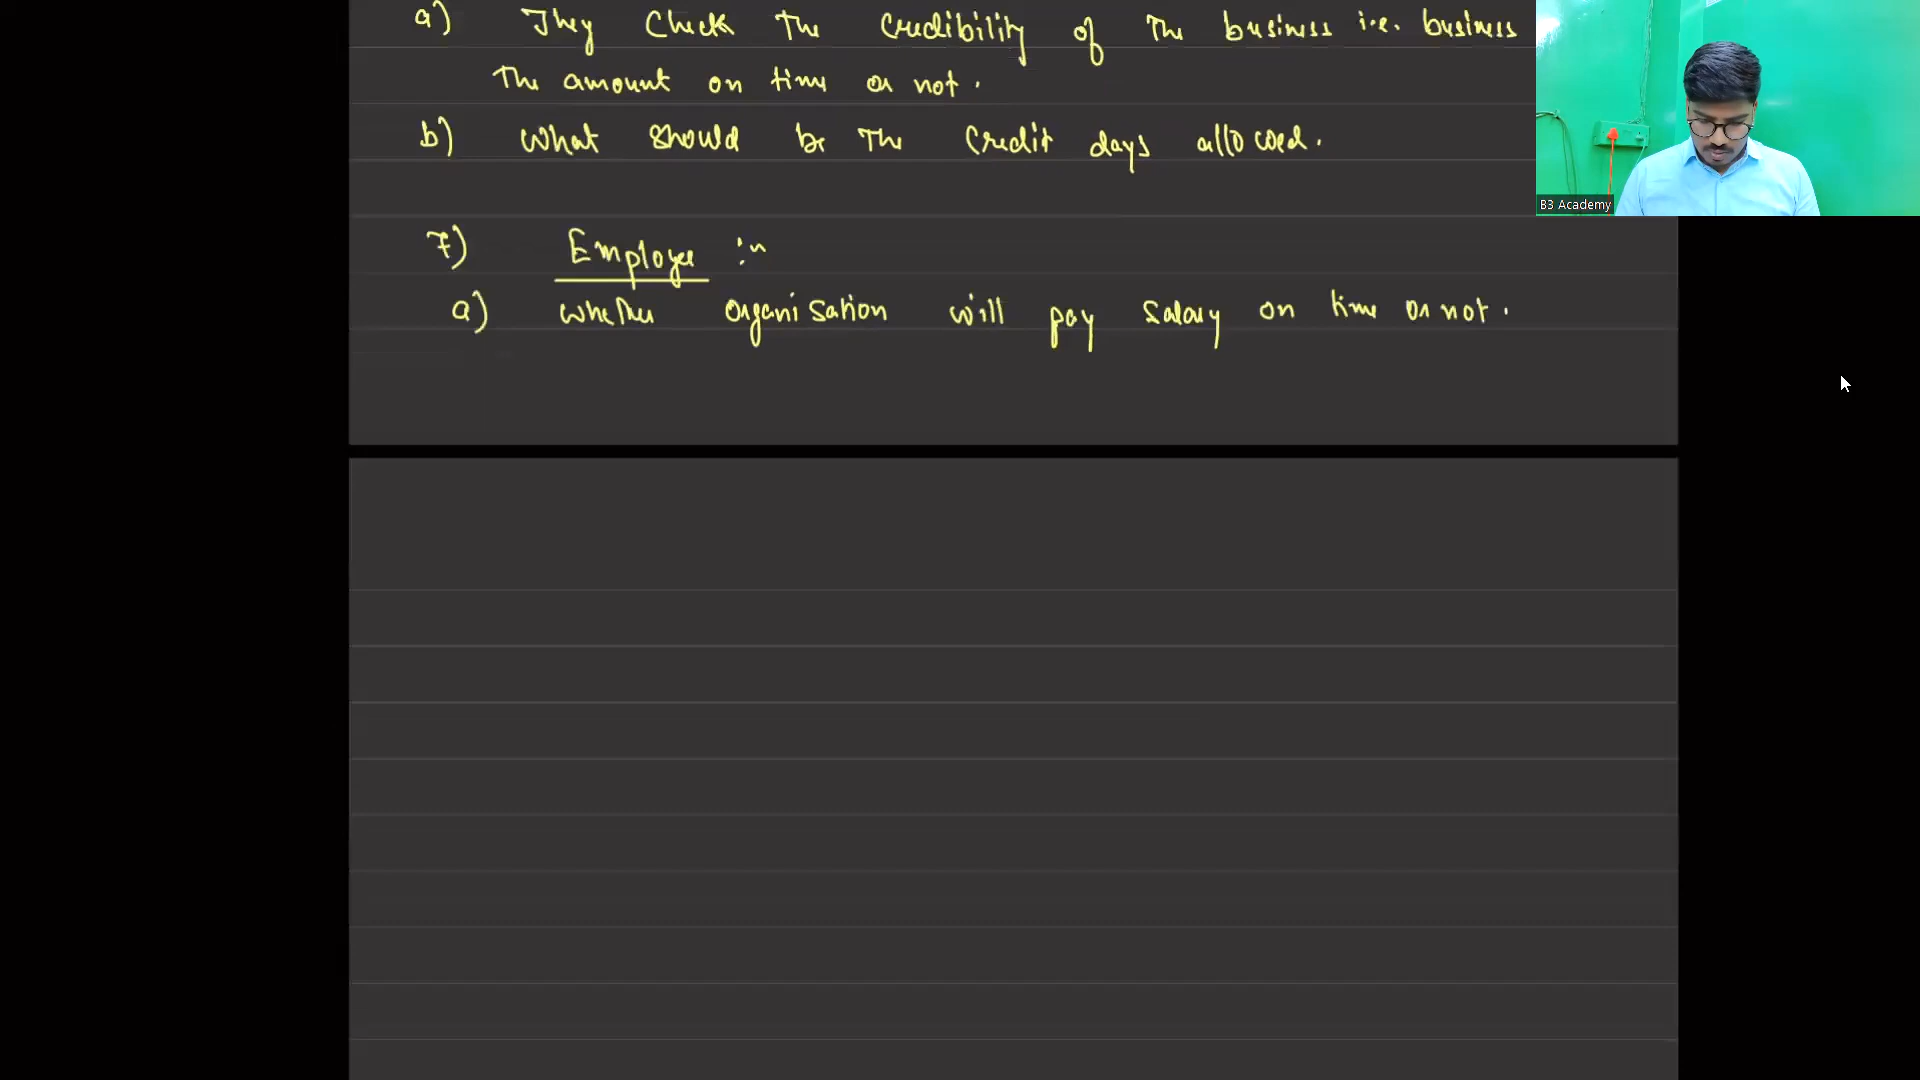 a) They Check The Credibility of The business i.e. business
The amount on time or not.
b) What should be The Credit days allowed.
7) Employee :~
a) Whether Organisation will pay Salary on time or not.
B3 Academy